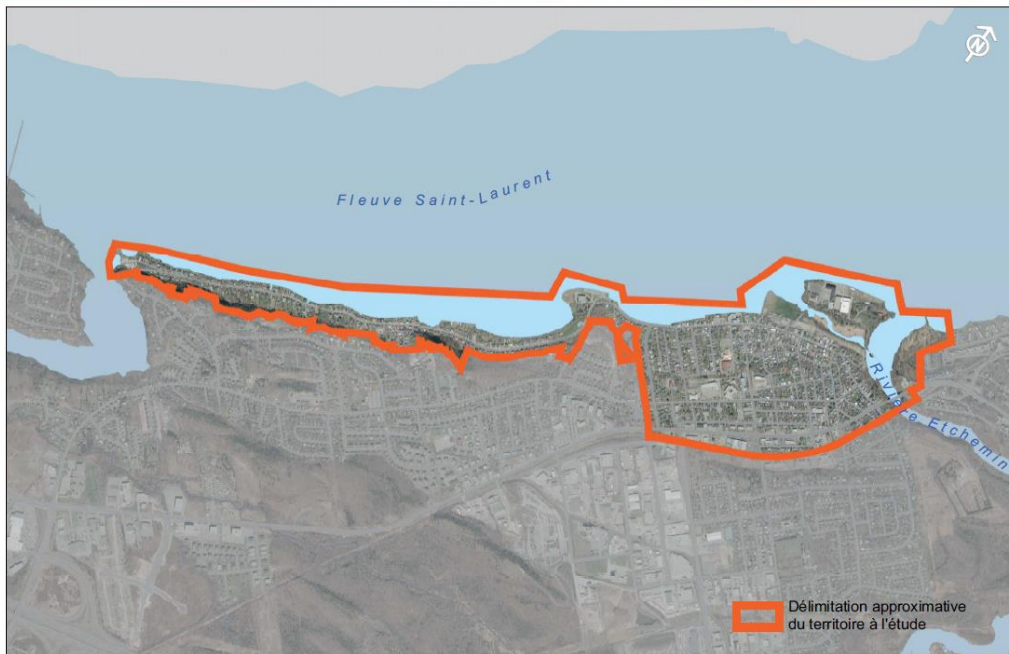 N
Fleuve Saint-Laurent
Rivière Etchemin
Délimitation approximative
du territoire à l'étude